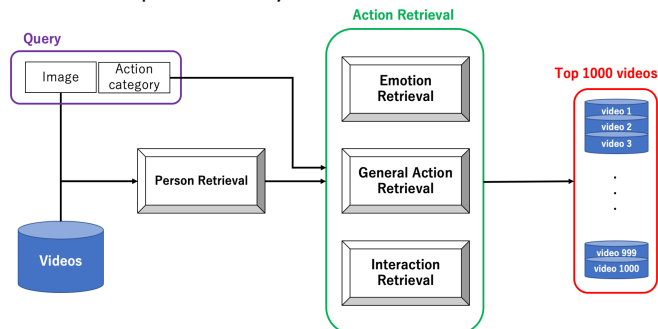 Action Retrieval
Query
Image
Action
category
Emotion
Retrieval
Top 1000 videos
video 1
video 2
video 3
Person Retrieval
General Action
Retrieval
.
.
.
Videos
Interaction
Retrieval
video 999
video 1000